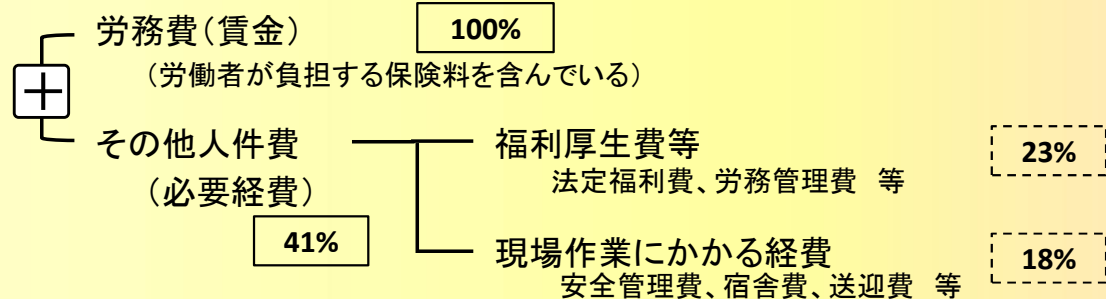 労務費（賃金） 100%
（労働者が負担する保険料を含んでいる）
＋
その他人件費 福利厚生費等 23%
法定福利費、労務管理費　等
（必要経費）
41%
現場作業にかかる経費 18%
安全管理費、宿舎費、送迎費　等